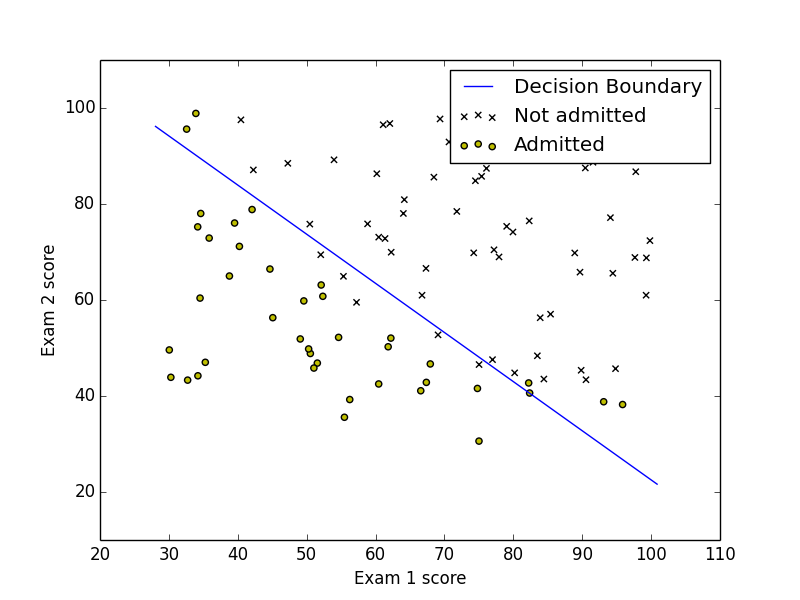 Decision Boundary
Not admitted
Admitted
100
80
60
40
20
Exam 2 score
20 30 40 50 60 70 80 90 100 110
Exam 1 score